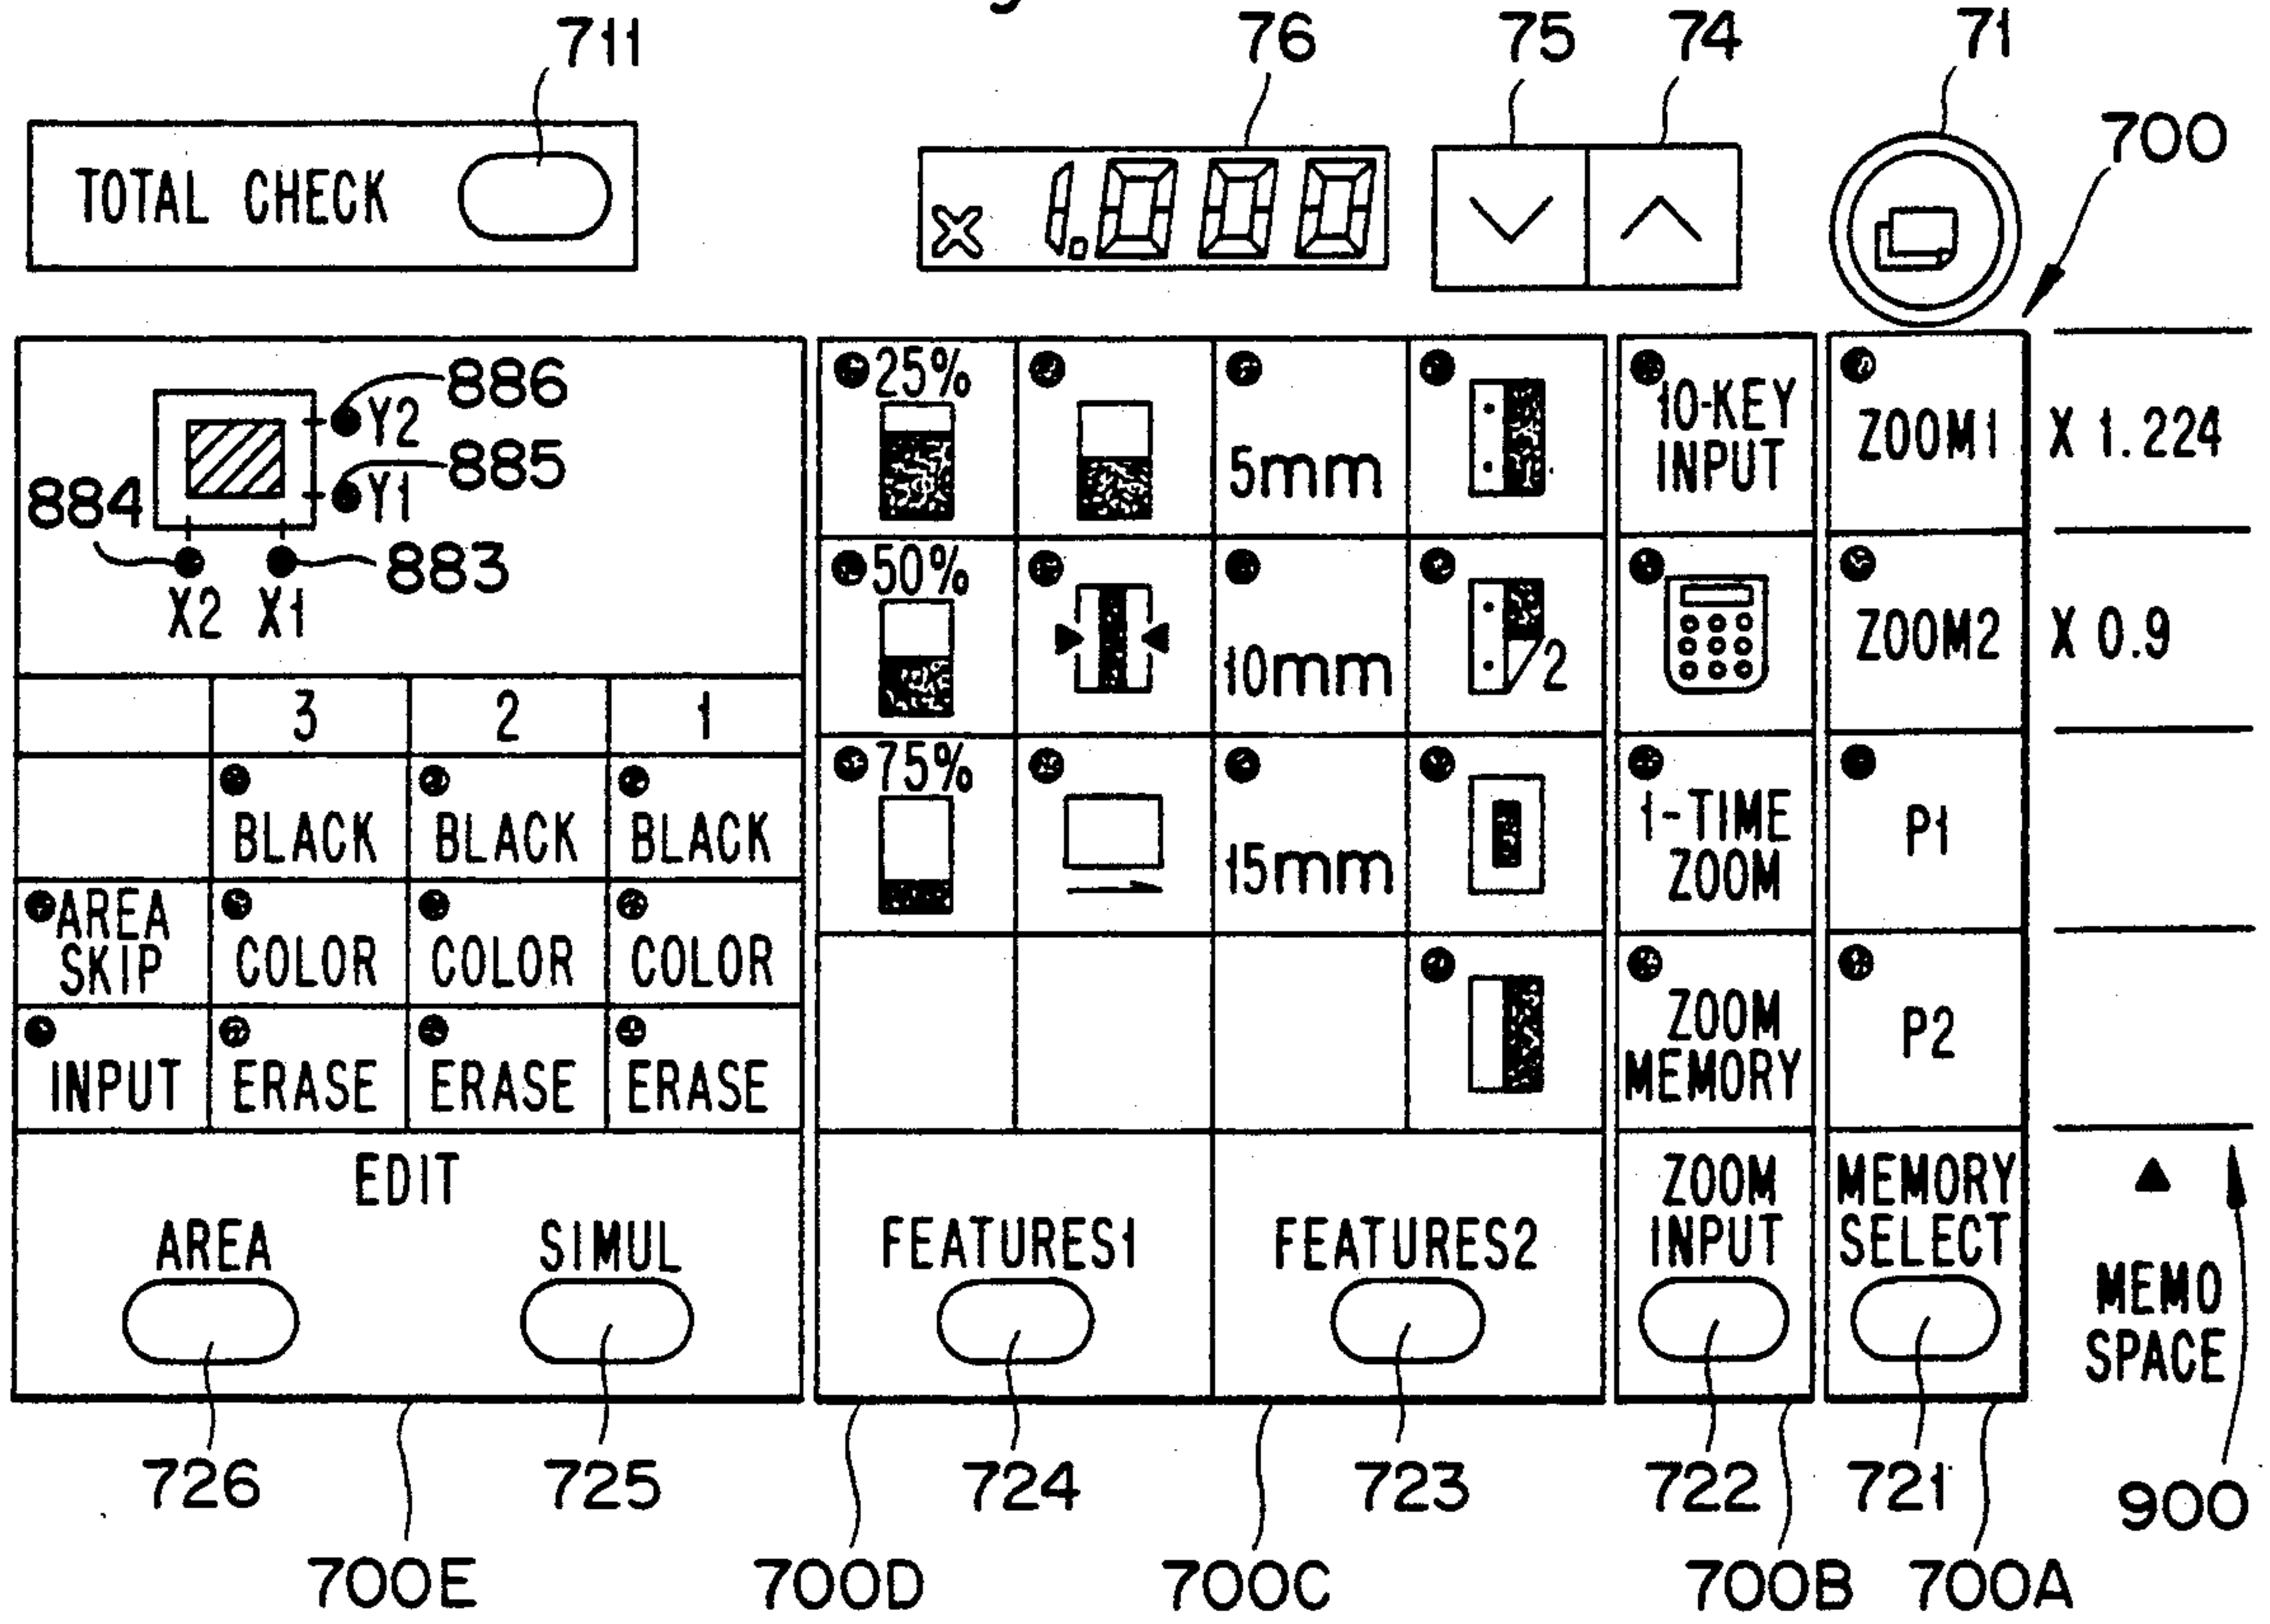 711
76
75
74
71
700
TOTAL CHECK
× 1.000
886
Y2
885
Y1
884
883
X2 X1
3 2 1
BLACK BLACK BLACK
AREA SKIP
COLOR COLOR COLOR
INPUT ERASE ERASE ERASE
EDIT
AREA SIMUL
25%
50%
75%
5mm
10mm
15mm
2
FEATURES1
FEATURES2
10-KEY
INPUT
1-TIME
ZOOM
ZOOM
MEMORY
ZOOM
INPUT
ZOOM1
ZOOM2
P1
P2
MEMORY
SELECT
X 1.224
X 0.9
MEMO
SPACE
726 725 724 723 722 721 900
700E 700D 700C 700B 700A